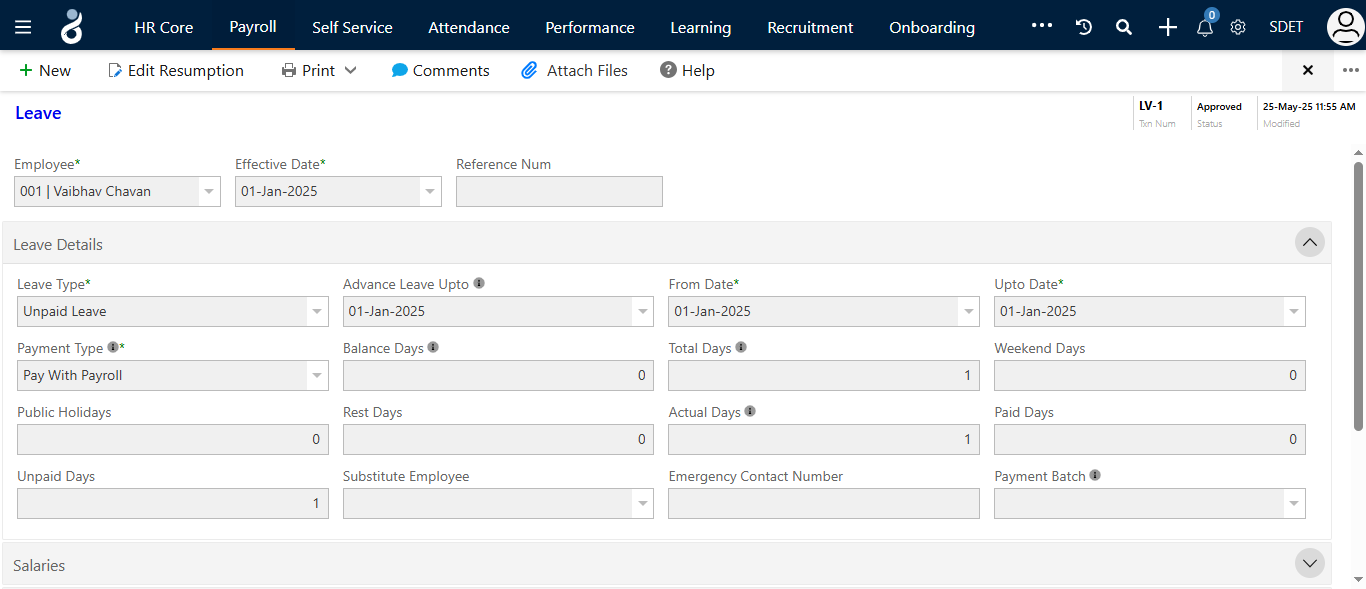 HR Core Payroll Self Service Attendance Performance Learning Recruitment Onboarding ••• 0 SDET
New Edit Resumption Print Comments Attach Files Help
Leave LV-1 Approved 25-May-25 11:55 AM
Txn Num Status Modified
Employee* Effective Date* Reference Num
001 | Vaibhav Chavan 01-Jan-2025
Leave Details
Leave Type* Advance Leave Upto From Date* Upto Date*
Unpaid Leave 01-Jan-2025 01-Jan-2025 01-Jan-2025
Payment Type * Balance Days Total Days Weekend Days
Pay With Payroll 0 1 0
Public Holidays Rest Days Actual Days Paid Days
0 0 1 0
Unpaid Days Substitute Employee Emergency Contact Number Payment Batch
1
Salaries